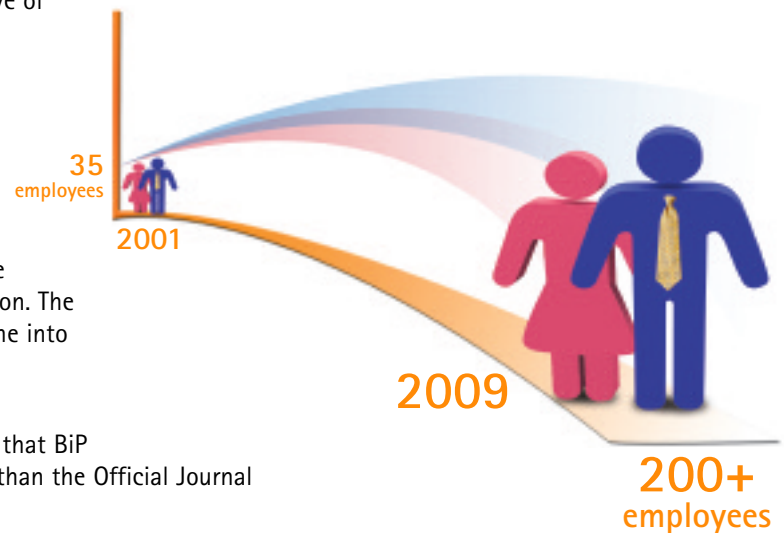 ve of
35
employees
2001
e
on. The
ne into
2009
that BiP
than the Official Journal
200+
employees